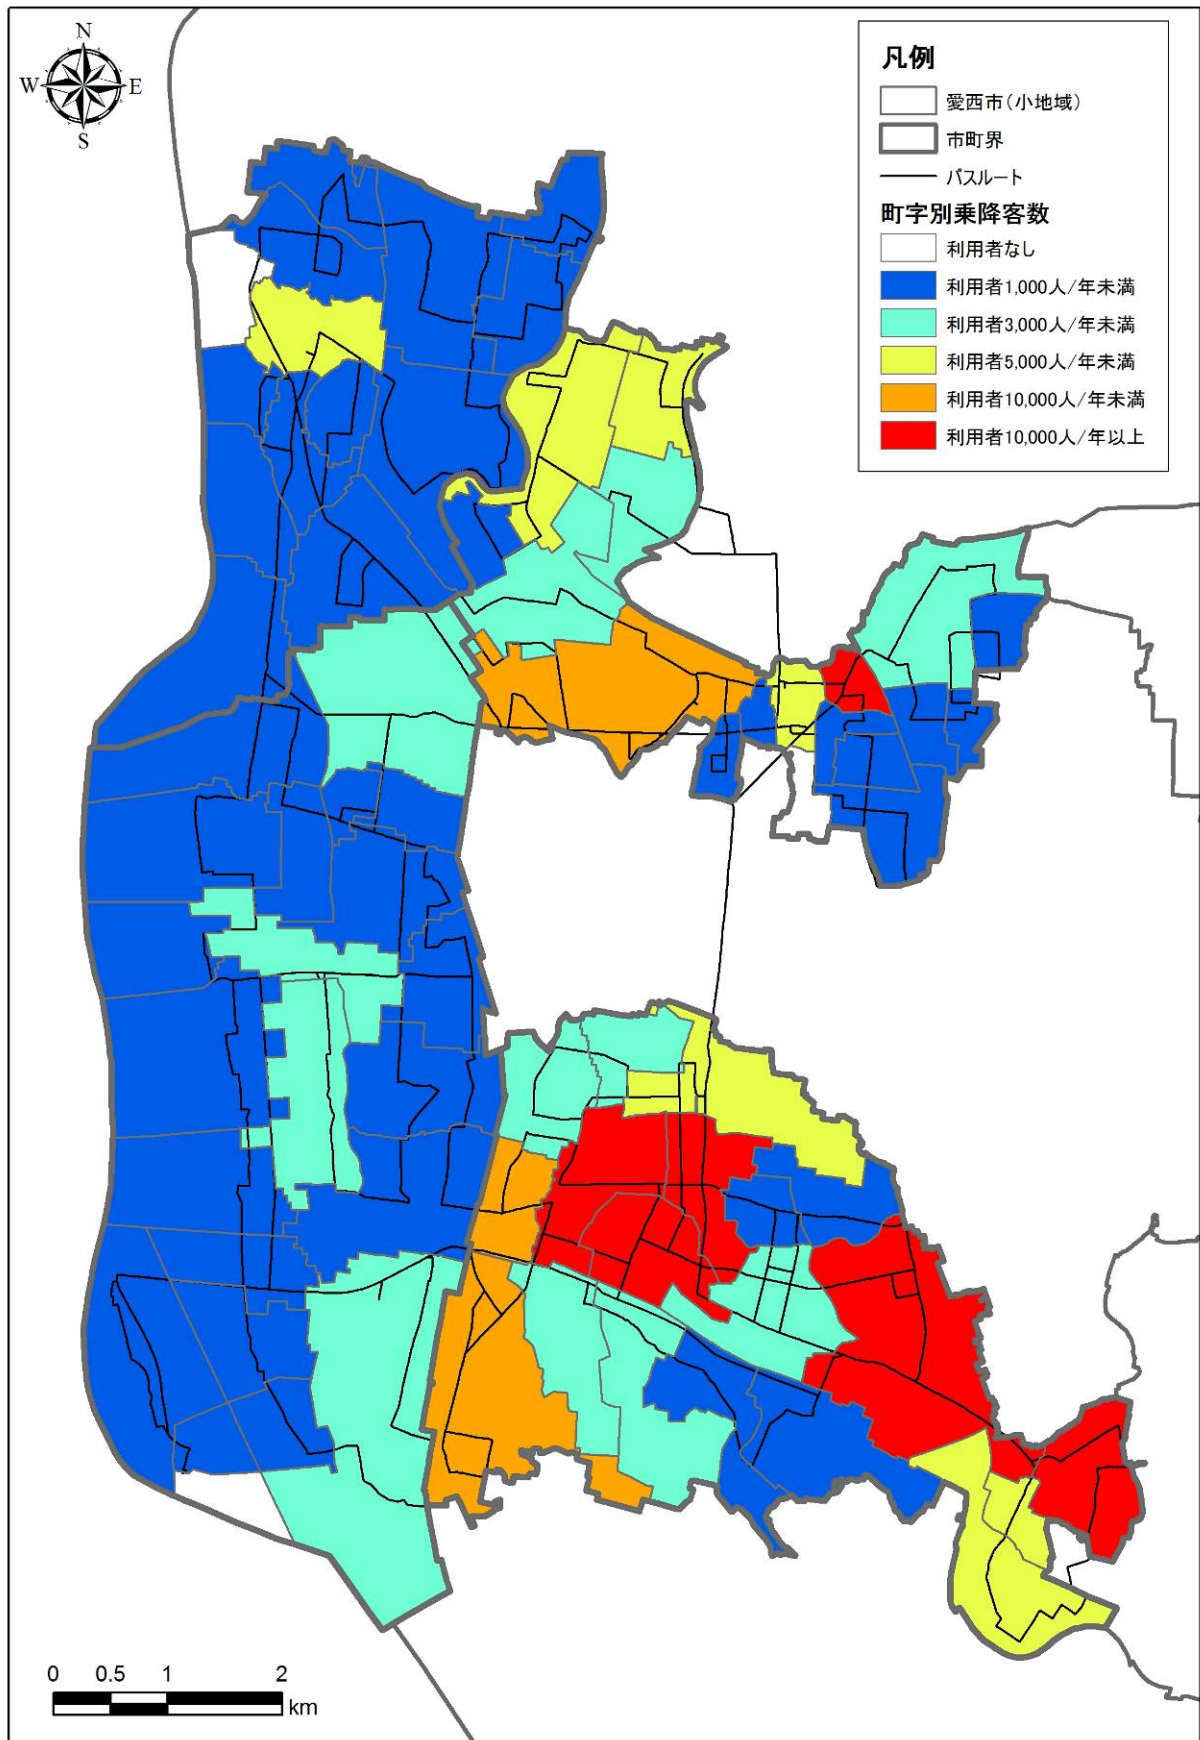 N
W E
S
凡例
愛西市(小地域)
市町界
バスルート
町字別乗降客数
利用者なし
利用者1,000人/年未満
利用者3,000人/年未満
利用者5,000人/年未満
利用者10,000人/年未満
利用者10,000人/年以上
0 0.5 1 2
km